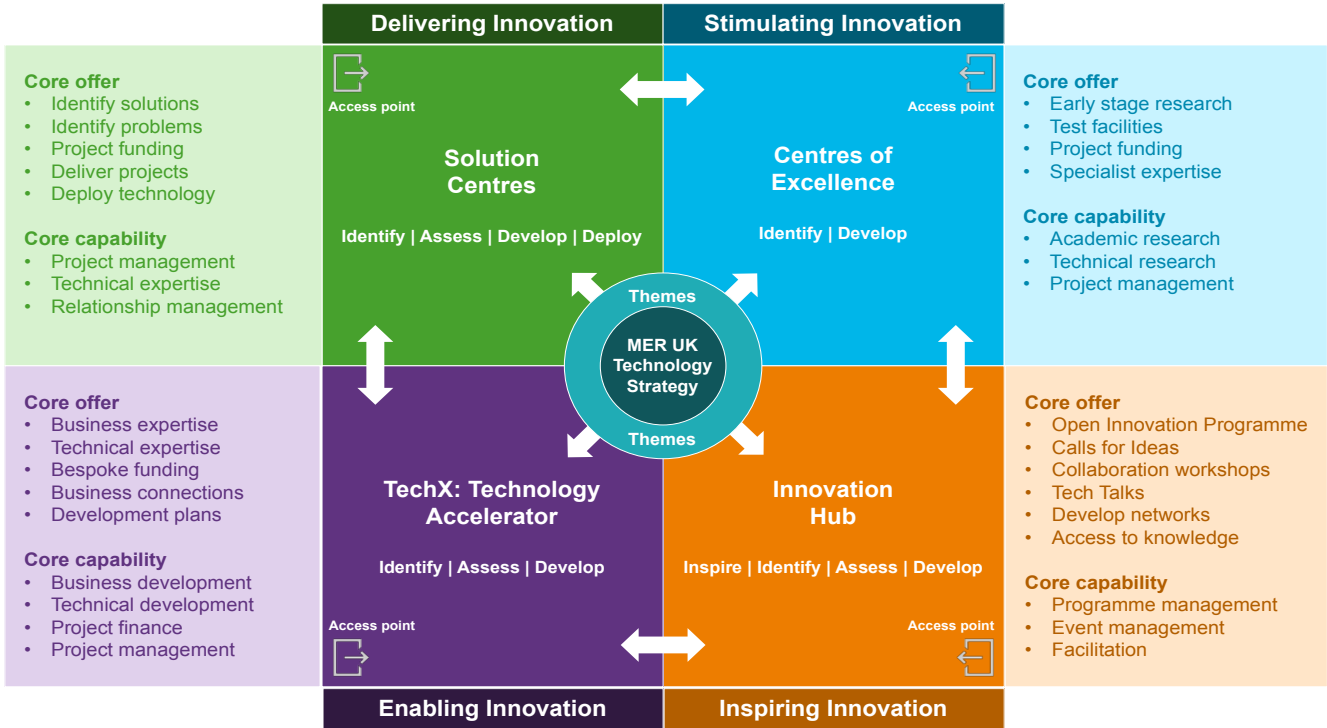 Delivering Innovation
Stimulating Innovation
Core offer
• Identify solutions
• Identify problems
• Project funding
• Deliver projects
• Deploy technology
Core capability
• Project management
• Technical expertise
• Relationship management
Access point
Solution
Centres
Identify | Assess | Develop | Deploy
Access point
Centres of
Excellence
Identify | Develop
Core offer
• Early stage research
• Test facilities
• Project funding
• Specialist expertise
Core capability
• Academic research
• Technical research
• Project management
Themes
MER UK
Technology
Strategy
Themes
Core offer
• Business expertise
• Technical expertise
• Bespoke funding
• Business connections
• Development plans
Core capability
• Business development
• Technical development
• Project finance
• Project management
TechX: Technology
Accelerator
Identify | Assess | Develop
Access point
Innovation
Hub
Inspire | Identify | Assess | Develop
Access point
Core offer
• Open Innovation Programme
• Calls for Ideas
• Collaboration workshops
• Tech Talks
• Develop networks
• Access to knowledge
Core capability
• Programme management
• Event management
• Facilitation
Enabling Innovation
Inspiring Innovation